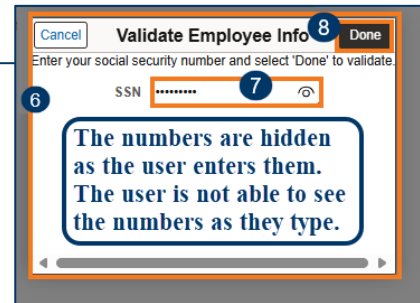 Cancel Validate Employee Info 8 Done
Enter your social security number and select 'Done' to validate.
6 SSN ••••••••• 7
The numbers are hidden
as the user enters them.
The user is not able to see
the numbers as they type.